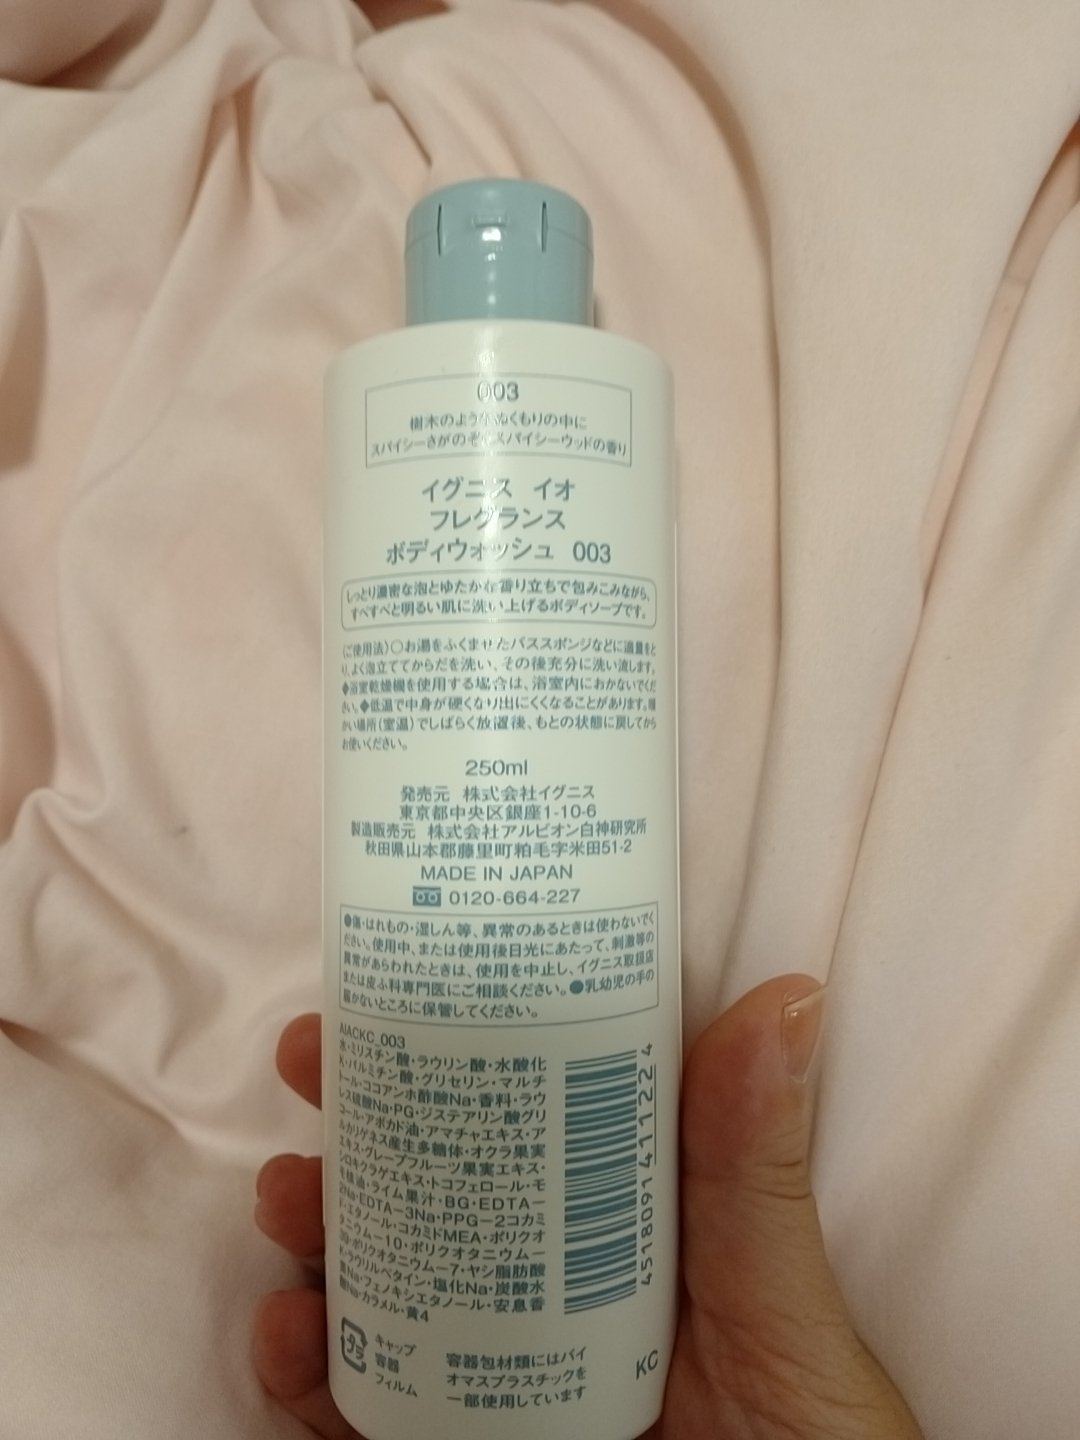 003
樹木のようなぬくもりの中に
スパイシーさがのぞくスパイシーウッドの香り
イグニス イオ
フレグランス
ボディウォッシュ 003
しっとり濃密な泡とゆたかな香り立ちで包みこみながら、
すべすべと明るい肌に洗い上げるボディソープです。
〈ご使用法〉○お湯をふくませたバススポンジなどに適量をと
り、よく泡立ててからだを洗い、その後充分に洗い流します。
◆浴室乾燥機を使用する場合は、浴室内におかないでくだ
さい。◆低温で中身が硬くなり出にくくなることがあります。暖
かい場所(室温)でしばらく放置後、もとの状態に戻してから
お使いください。
250ml
発売元 株式会社イグニス
東京都中央区銀座1-10-6
製造販売元 株式会社アルビオン白神研究所
秋田県山本郡藤里町粕毛字米田51-2
MADE IN JAPAN
0120-664-227
●傷・はれもの・湿しん等、異常のあるときは使わないでく
ださい。使用中、または使用後日光にあたって、刺激等の
異常があらわれたときは、使用を中止し、イグニス取扱店
または皮ふ科専門医にご相談ください。●乳幼児の手の
届かないところに保管してください。
AIACKC_003
水・ミリスチン酸・ラウリン酸・水酸化
K・パルミチン酸・グリセリン・マルチ
トール・ココアンホ酢酸Na・香料・ラウ
レス硫酸Na・PG・ジステアリン酸グリ
コール・アボカド油・アマチャエキス・ア
ルカリゲネス産生多糖体・オクラ果実
エキス・グレープフルーツ果実エキス・
シロキクラゲエキス・トコフェロール・モ
モ核油・ライム果汁・BG・EDTA-
2Na・EDTA-3Na・PPG-2コカミ
ド・エタノール・コカミドMEA・ポリクオ
タニウム-10・ポリクオタニウム-
39・ポリクオタニウム-7・ヤシ脂肪酸
K・ラウリルベタイン・塩化Na・炭酸水
素Na・フェノキシエタノール・安息香
酸Na・カラメル・黄4
4518091411224
プラ
キャップ
容器
フィルム
容器包材類にはバイ
オマスプラスチックを
一部使用しています
KC